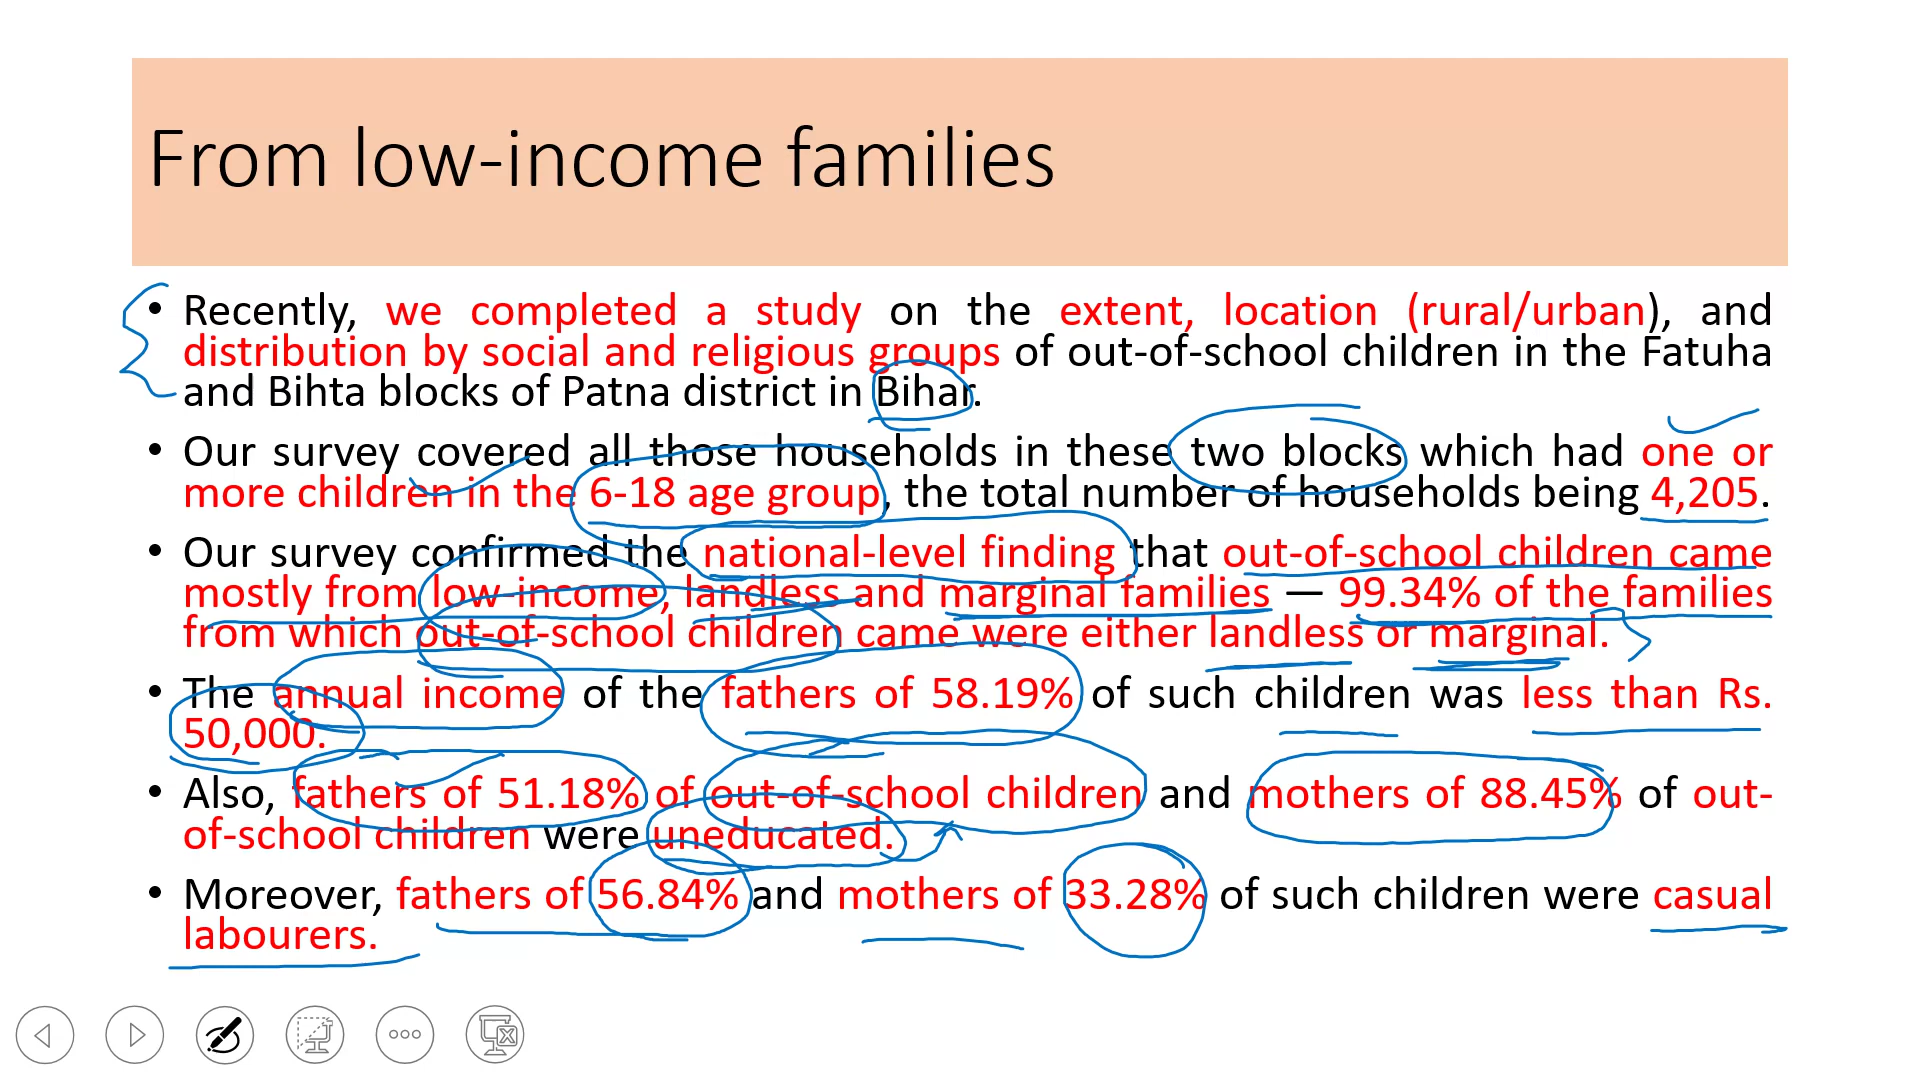 From low-income families
• Recently, we completed a study on the extent, location (rural/urban), and
distribution by social and religious groups of out-of-school children in the Fatuha
and Bihta blocks of Patna district in Bihar.
• Our survey covered all those households in these two blocks which had one or
more children in the 6-18 age group, the total number of households being 4,205.
• Our survey confirmed the national-level finding that out-of-school children came
mostly from low-income, landless and marginal families — 99.34% of the families
from which out-of-school children came were either landless or marginal.
• The annual income of the fathers of 58.19% of such children was less than Rs.
50,000.
• Also, fathers of 51.18% of out-of-school children and mothers of 88.45% of out-
of-school children were uneducated.
• Moreover, fathers of 56.84% and mothers of 33.28% of such children were casual
labourers.